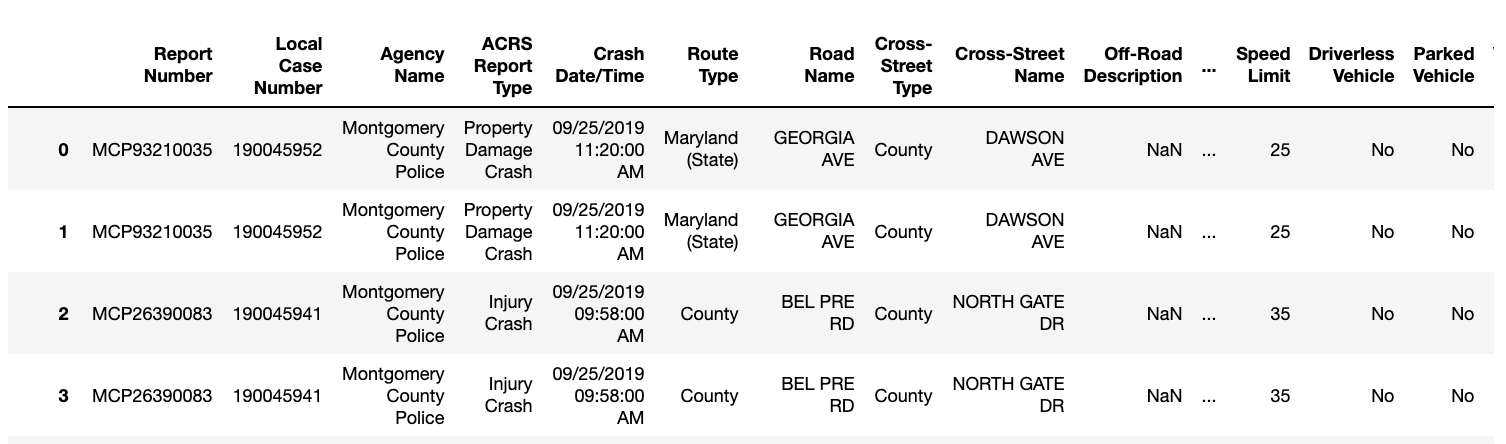 Report Number Local Case Number Agency Name ACRS Report Type Crash Date/Time Route Type Road Name Cross-Street Type Cross-Street Name Off-Road Description ... Speed Limit Driverless Vehicle Parked Vehicle
0 MCP93210035 190045952 Montgomery County Police Property Damage Crash 09/25/2019 11:20:00 AM Maryland (State) GEORGIA AVE County DAWSON AVE NaN ... 25 No No
1 MCP93210035 190045952 Montgomery County Police Property Damage Crash 09/25/2019 11:20:00 AM Maryland (State) GEORGIA AVE County DAWSON AVE NaN ... 25 No No
2 MCP26390083 190045941 Montgomery County Police Injury Crash 09/25/2019 09:58:00 AM County BEL PRE RD County NORTH GATE DR NaN ... 35 No No
3 MCP26390083 190045941 Montgomery County Police Injury Crash 09/25/2019 09:58:00 AM County BEL PRE RD County NORTH GATE DR NaN ... 35 No No